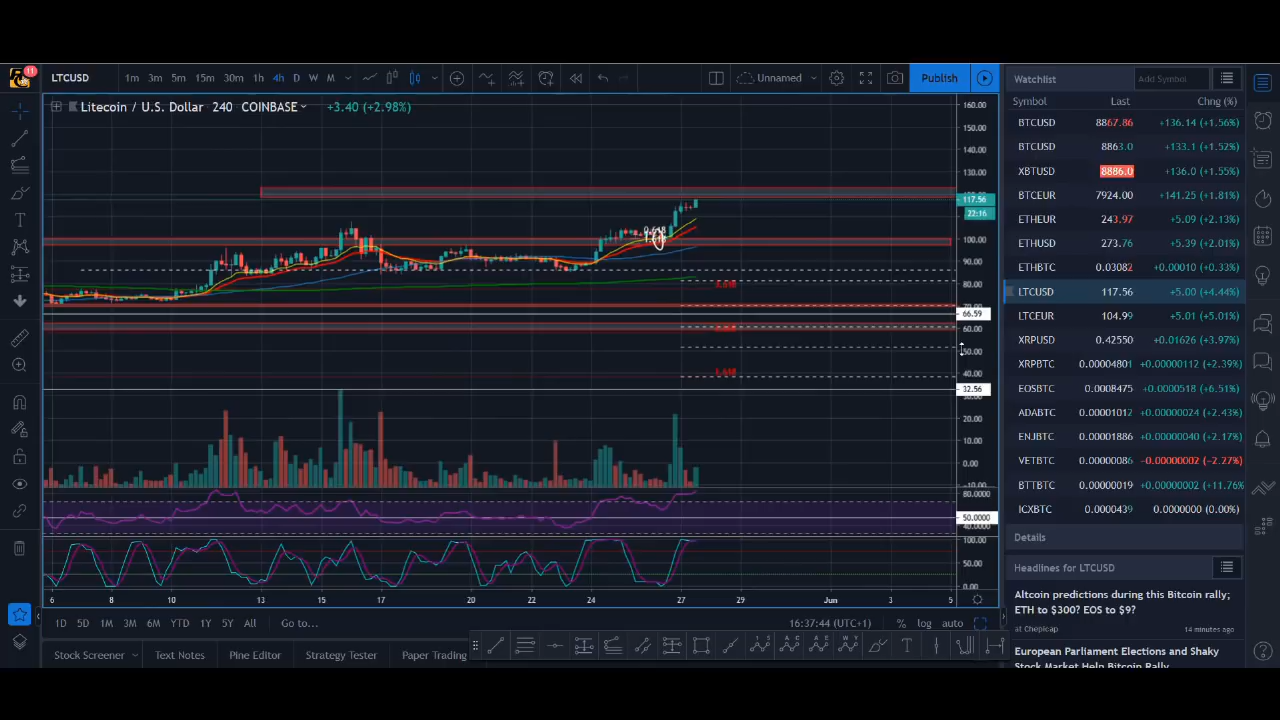 11
LTCUSD 1m 3m 5m 15m 30m 1h 4h D W M Unnamed Publish
Watchlist Add Symbol
Litecoin / U.S. Dollar 240 COINBASE +3.40 (+2.98%)
Symbol Last Chng (%)
BTCUSD 8867.86 +136.14 (+1.56%)
BTCUSD 8863.0 +133.1 (+1.52%)
XBTUSD 8886.0 +136.0 (+1.55%)
BTCEUR 7924.00 +141.25 (+1.81%)
ETHEUR 243.97 +5.09 (+2.13%)
ETHUSD 273.76 +5.39 (+2.01%)
ETHBTC 0.03082 +0.00010 (+0.33%)
LTCUSD 117.56 +5.00 (+4.44%)
LTCEUR 104.99 +5.01 (+5.01%)
XRPUSD 0.42550 +0.01626 (+3.97%)
XRPBTC 0.00004801 +0.00000112 (+2.39%)
EOSBTC 0.0008475 +0.0000518 (+6.51%)
ADABTC 0.00001012 +0.00000024 (+2.43%)
ENJBTC 0.00001886 +0.00000040 (+2.17%)
VETBTC 0.00000086 −0.00000002 (−2.27%)
BTTBTC 0.00000019 +0.00000002 (+11.76%
ICXBTC 0.0000439 0.0000000 (0.00%)
Details
Headlines for LTCUSD
Altcoin predictions during this Bitcoin rally;
ETH to $300? EOS to $9?
at Chepicap 14 minutes ago
European Parliament Elections and Shaky
Stock Market Help Bitcoin Rally
160.00
150.00
140.00
130.00
117.56
22:16
100.00
90.00
80.00
66.59
60.00
50.00
40.00
32.56
20.00
10.00
0.00
80.0000
50.0000
100.00
50.00
0.00
6 8 10 13 15 17 20 22 24 27 29 Jun 3 5
1D 5D 1M 3M 6M YTD 1Y 5Y All Go to... 16:37:44 (UTC+1) % log auto
Stock Screener Text Notes Pine Editor Strategy Tester Paper Trading